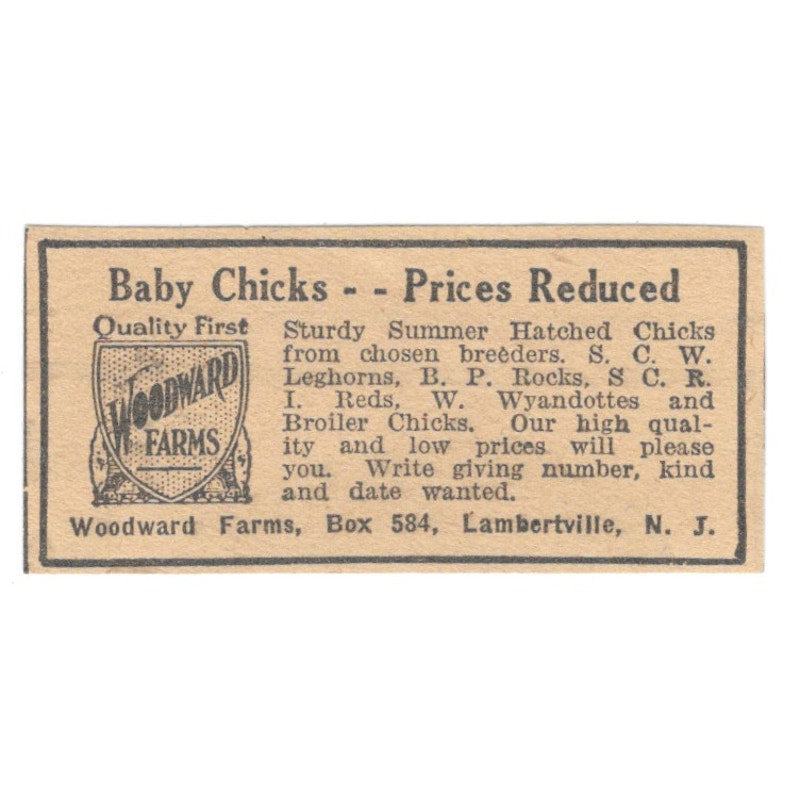 Baby Chicks - - Prices Reduced
Quality First
WOODWARD
FARMS
Sturdy Summer Hatched Chicks
from chosen breeders. S. C. W.
Leghorns, B. P. Rocks, S C. R.
I. Reds, W. Wyandottes and
Broiler Chicks. Our high qual-
ity and low prices will please
you. Write giving number, kind
and date wanted.
Woodward Farms, Box 584, Lambertville, N. J.